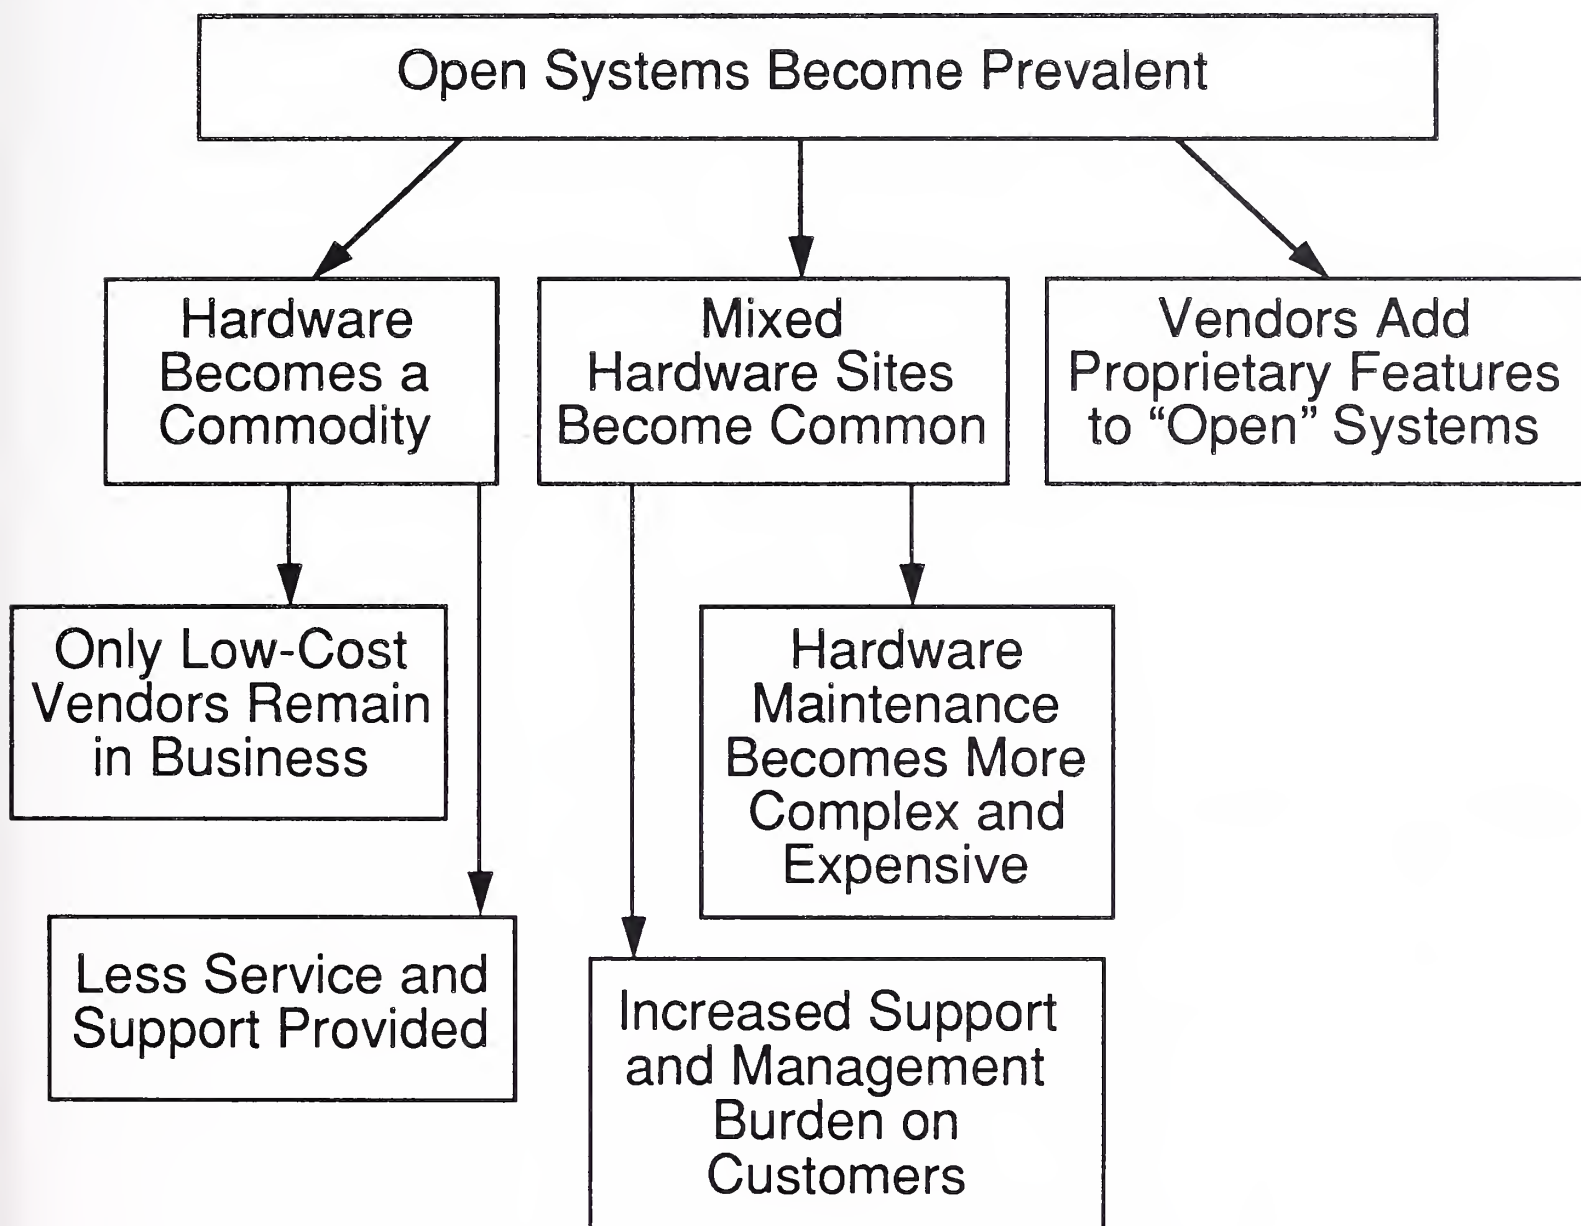 Open Systems Become Prevalent
Hardware
Becomes a
Commodity
Mixed
Hardware Sites
Become Common
Vendors Add
Proprietary Features
to “Open” Systems
Only Low-Cost
Vendors Remain
in Business
Hardware
Maintenance
Becomes More
Complex and
Expensive
Less Service and
Support Provided
Increased Support
and Management
Burden on
Customers